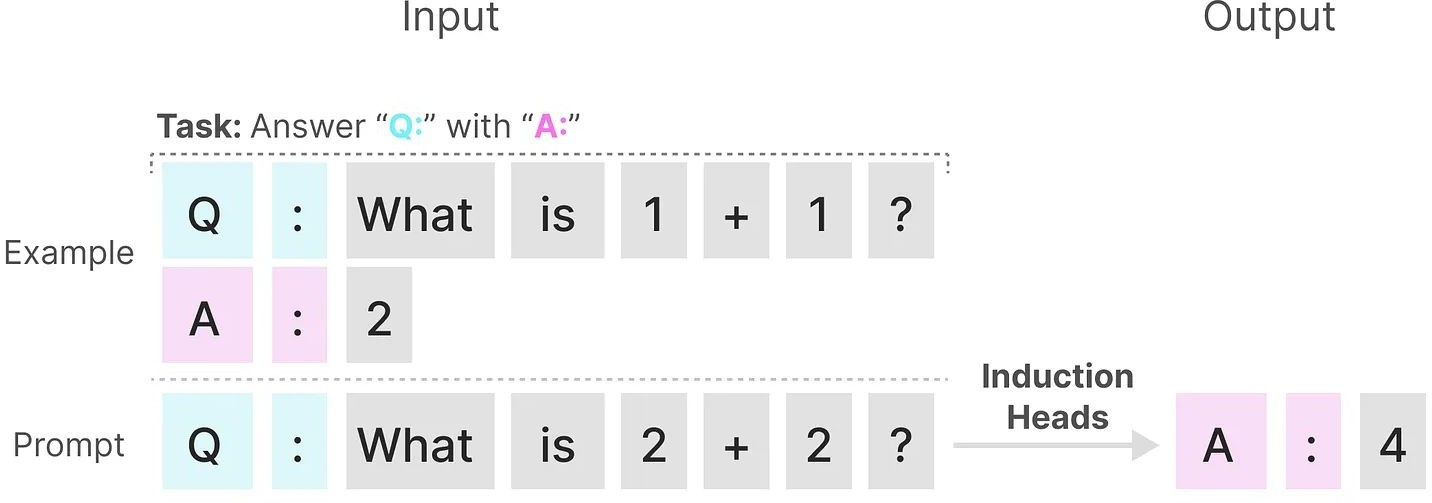 Input
Output
Task: Answer “Q:” with “A:”
Example
Q : What is 1 + 1 ?
A : 2
Prompt
Q : What is 2 + 2 ?
Induction
Heads
A : 4